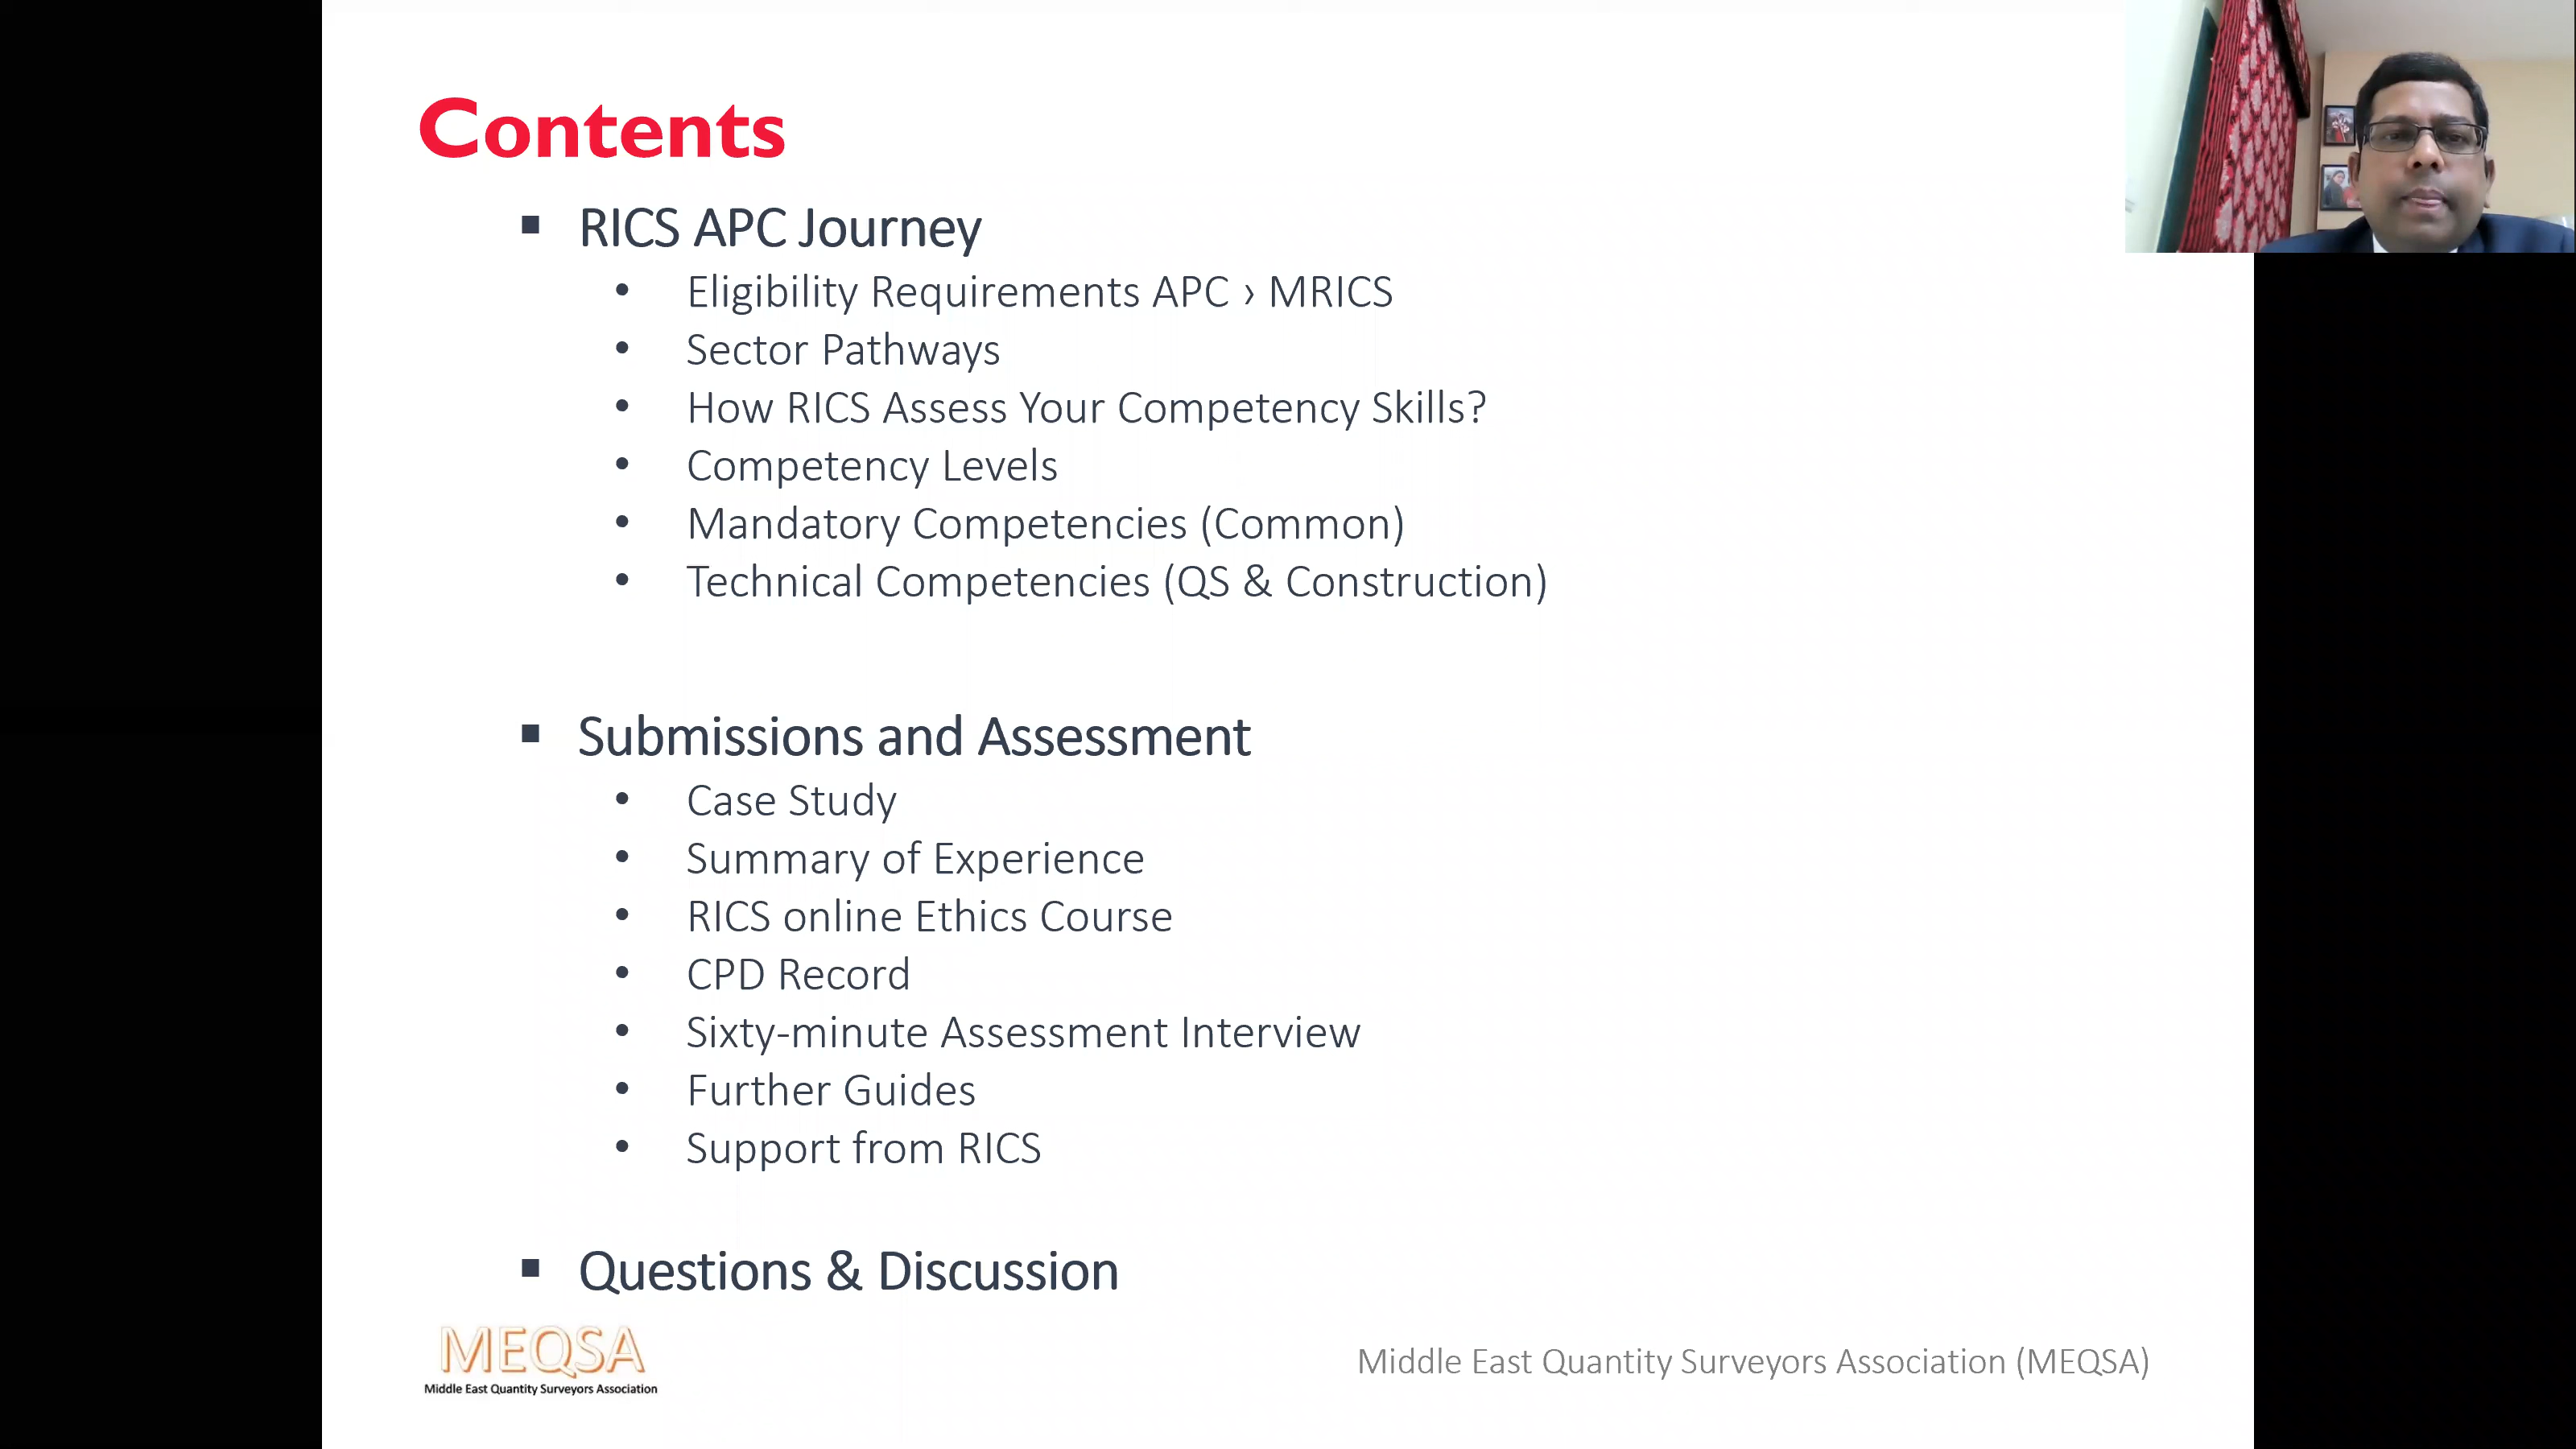 Contents
▪ RICS APC Journey
• Eligibility Requirements APC › MRICS
• Sector Pathways
• How RICS Assess Your Competency Skills?
• Competency Levels
• Mandatory Competencies (Common)
• Technical Competencies (QS & Construction)
▪ Submissions and Assessment
• Case Study
• Summary of Experience
• RICS online Ethics Course
• CPD Record
• Sixty-minute Assessment Interview
• Further Guides
• Support from RICS
▪ Questions & Discussion
MEQSA
Middle East Quantity Surveyors Association
Middle East Quantity Surveyors Association (MEQSA)